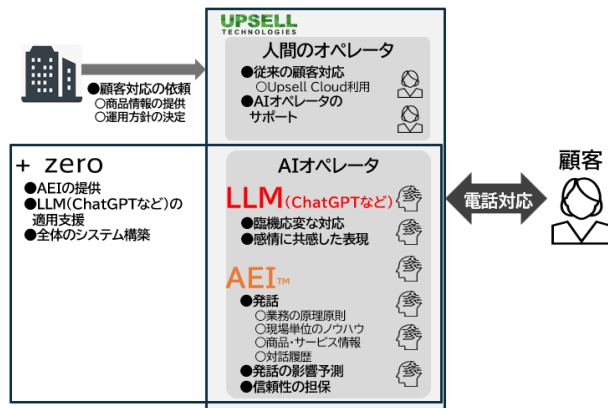 UPSELL
TECHNOLOGIES
人間のオペレータ
●従来の顧客対応
○Upsell Cloud利用
●AIオペレータの
サポート
●顧客対応の依頼
○商品情報の提供
○運用方針の決定
+ zero
●AEIの提供
●LLM(ChatGPTなど)の
適用支援
●全体のシステム構築
AIオペレータ
LLM(ChatGPTなど)
●臨機応変な対応
●感情に共感した表現
AEI™
●発話
○業務の原理原則
○現場単位のノウハウ
○商品・サービス情報
○対話履歴
●発話の影響予測
●信頼性の担保
電話対応
顧客